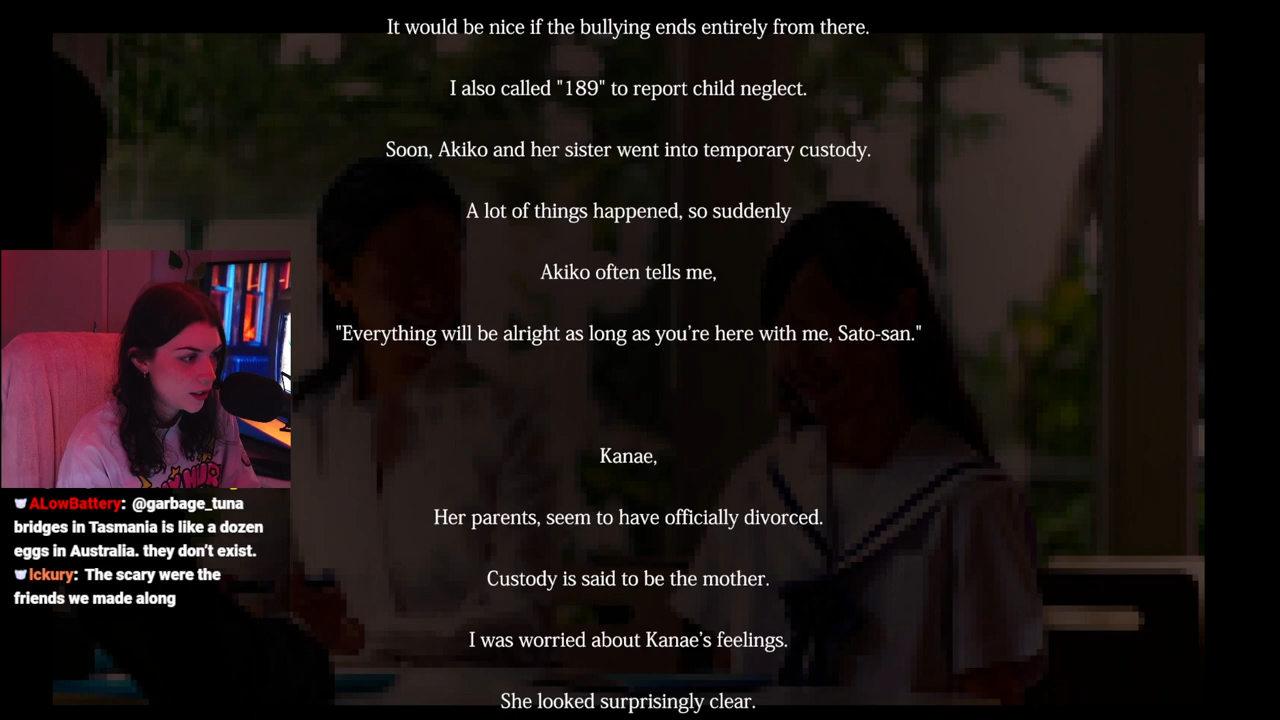 It would be nice if the bullying ends entirely from there.
I also called "189" to report child neglect.
Soon, Akiko and her sister went into temporary custody.
A lot of things happened, so suddenly
Akiko often tells me,
"Everything will be alright as long as you're here with me, Sato-san."
Kanae,
Her parents, seem to have officially divorced.
Custody is said to be the mother.
I was worried about Kanae's feelings.
She looked surprisingly clear.
ALowBattery: @garbage_tuna
bridges in Tasmania is like a dozen
eggs in Australia. they don't exist.
lckury: The scary were the
friends we made along